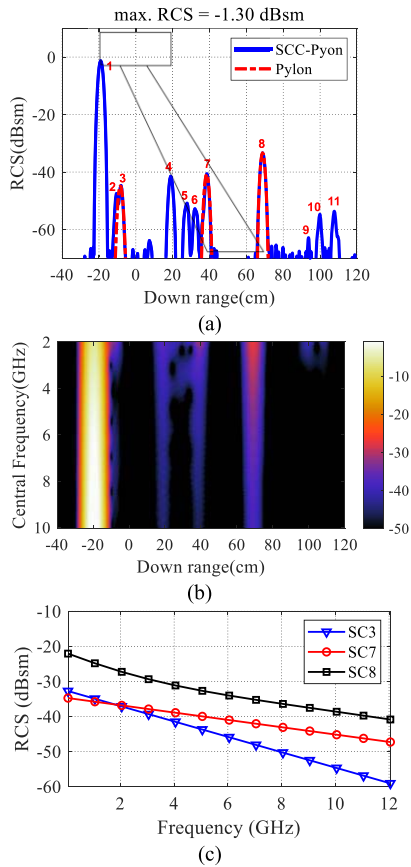 max. RCS = -1.30 dBsm
0
-20
-40
-60
RCS(dBsm)
1
2
3
4
5
6
7
8
9
10
11
SCC-Pyon
Pylon
-40 -20 0 20 40 60 80 100 120
Down range(cm)
(a)
2
4
6
8
10
Central Frequency(GHz)
-10
-20
-30
-40
-50
-40 -20 0 20 40 60 80 100 120
Down range(cm)
(b)
-10
-20
-30
-40
-50
-60
RCS (dBsm)
SC3
SC7
SC8
2 4 6 8 10 12
Frequency (GHz)
(c)